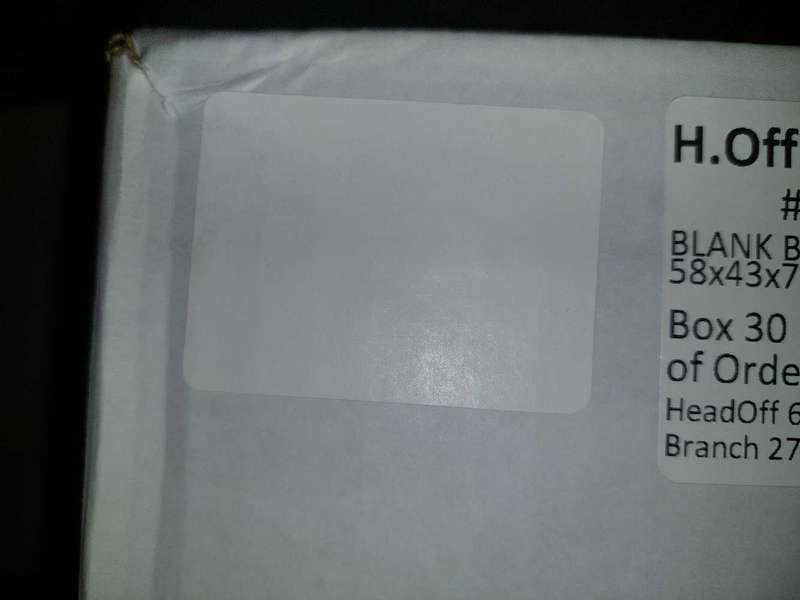 H.Off
#
BLANK B
58x43x7
Box 30
of Orde
HeadOff 6
Branch 27